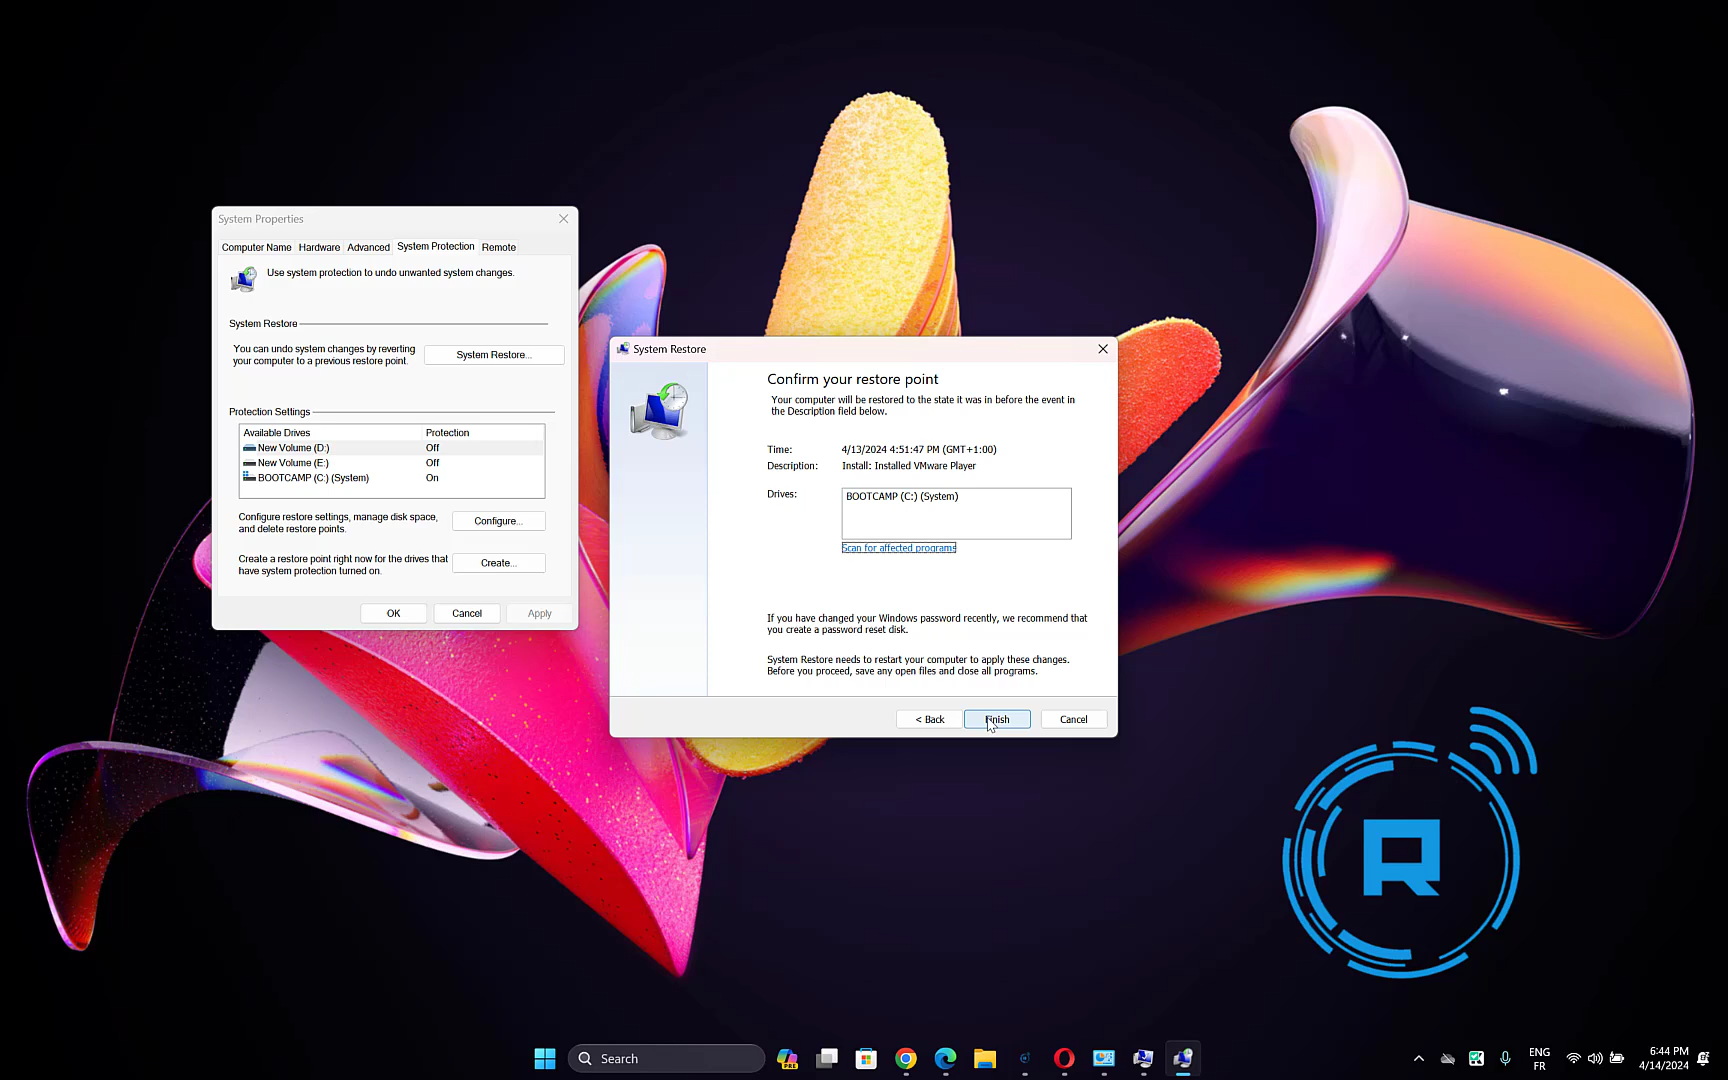 System Properties
Computer Name
Hardware
Advanced
System Protection
Remote
Use system protection to undo unwanted system changes.
System Restore
You can undo system changes by reverting
your computer to a previous restore point.
System Restore...
Protection Settings
Available Drives Protection
New Volume (D:) Off
New Volume (E:) Off
BOOTCAMP (C:) (System) On
Configure restore settings, manage disk space,
and delete restore points.
Configure...
Create a restore point right now for the drives that
have system protection turned on.
Create...
OK
Cancel
Apply
System Restore
Confirm your restore point
Your computer will be restored to the state it was in before the event in
the Description field below.
Time: 4/13/2024 4:51:47 PM (GMT+1:00)
Description: Install: Installed VMware Player
Drives: BOOTCAMP (C:) (System)
Scan for affected programs
If you have changed your Windows password recently, we recommend that
you create a password reset disk.
System Restore needs to restart your computer to apply these changes.
Before you proceed, save any open files and close all programs.
< Back
Finish
Cancel
R
Search
PRE
ENG
FR
6:44 PM
4/14/2024